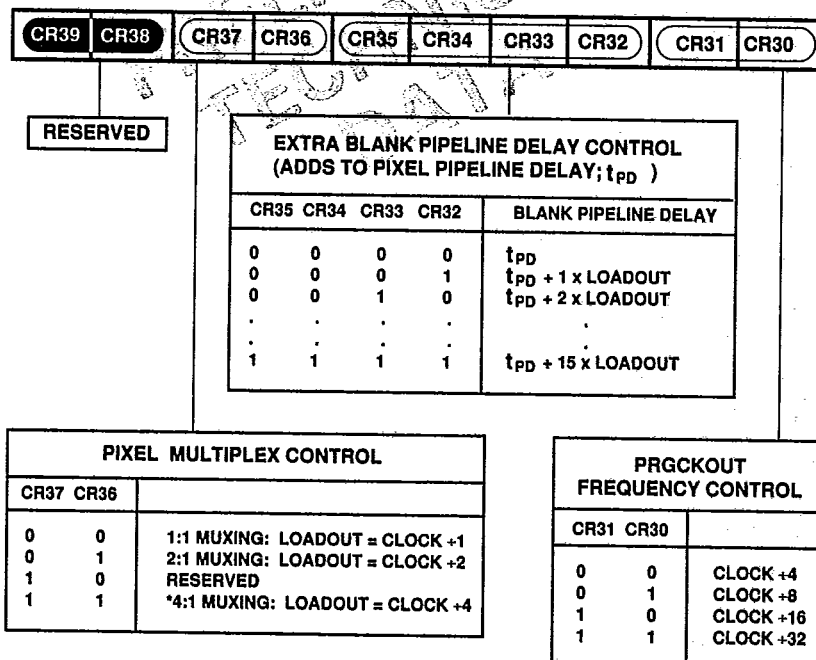 CR39 CR38 CR37 CR36 CR35 CR34 CR33 CR32 CR31 CR30
TECH
DATA
RESERVED
EXTRA BLANK PIPELINE DELAY CONTROL
(ADDS TO PIXEL PIPELINE DELAY; tPD )
CR35 CR34 CR33 CR32 BLANK PIPELINE DELAY
0 0 0 0 tPD
0 0 0 1 tPD + 1 x LOADOUT
0 0 1 0 tPD + 2 x LOADOUT
. . . . .
. . . . .
1 1 1 1 tPD + 15 x LOADOUT
PIXEL MULTIPLEX CONTROL
CR37 CR36
0 0 1:1 MUXING: LOADOUT = CLOCK ÷1
0 1 2:1 MUXING: LOADOUT = CLOCK ÷2
1 0 RESERVED
1 1 *4:1 MUXING: LOADOUT = CLOCK ÷4
PRGCKOUT
FREQUENCY CONTROL
CR31 CR30
0 0 CLOCK ÷4
0 1 CLOCK ÷8
1 0 CLOCK ÷16
1 1 CLOCK ÷32